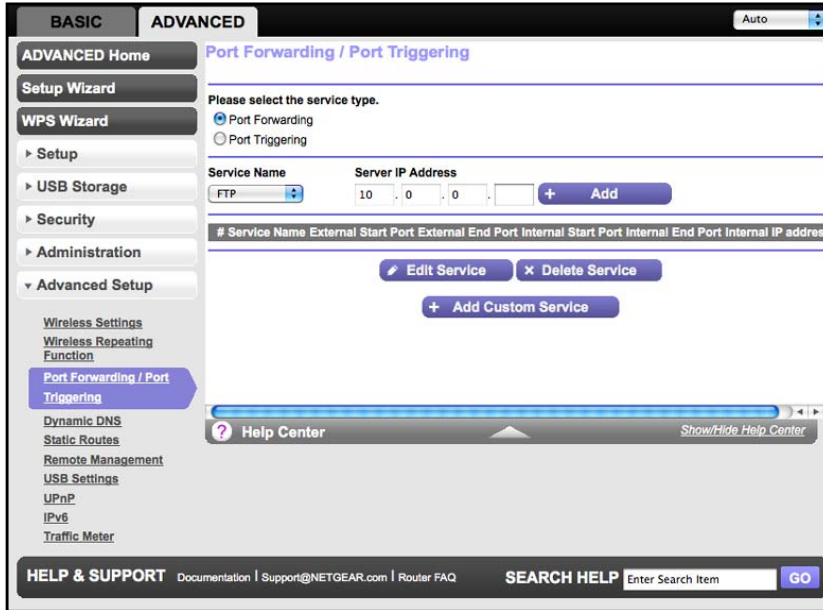 BASIC ADVANCED Auto
ADVANCED Home
Setup Wizard
WPS Wizard
Setup
USB Storage
Security
Administration
Advanced Setup
Wireless Settings
Wireless Repeating
Function
Port Forwarding / Port
Triggering
Dynamic DNS
Static Routes
Remote Management
USB Settings
UPnP
IPv6
Traffic Meter
Port Forwarding / Port Triggering
Please select the service type.
Port Forwarding
Port Triggering
Service Name Server IP Address
FTP 10 . 0 . 0 . + Add
# Service Name External Start Port External End Port Internal Start Port Internal End Port Internal IP addres
Edit Service × Delete Service
+ Add Custom Service
? Help Center Show/Hide Help Center
HELP & SUPPORT Documentation | Support@NETGEAR.com | Router FAQ SEARCH HELP Enter Search Item GO